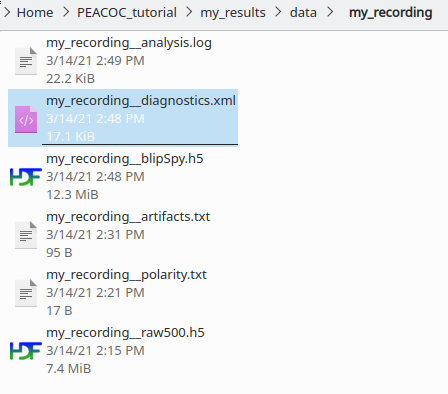 Home > PEACOC_tutorial > my_results > data > my_recording
my_recording__analysis.log
3/14/21 2:49 PM
22.2 KiB
my_recording__diagnostics.xml
3/14/21 2:48 PM
17.1 KiB
my_recording__blipSpy.h5
3/14/21 2:48 PM
12.3 MiB
my_recording__artifacts.txt
3/14/21 2:31 PM
95 B
my_recording__polarity.txt
3/14/21 2:21 PM
17 B
my_recording__raw500.h5
3/14/21 2:15 PM
7.4 MiB